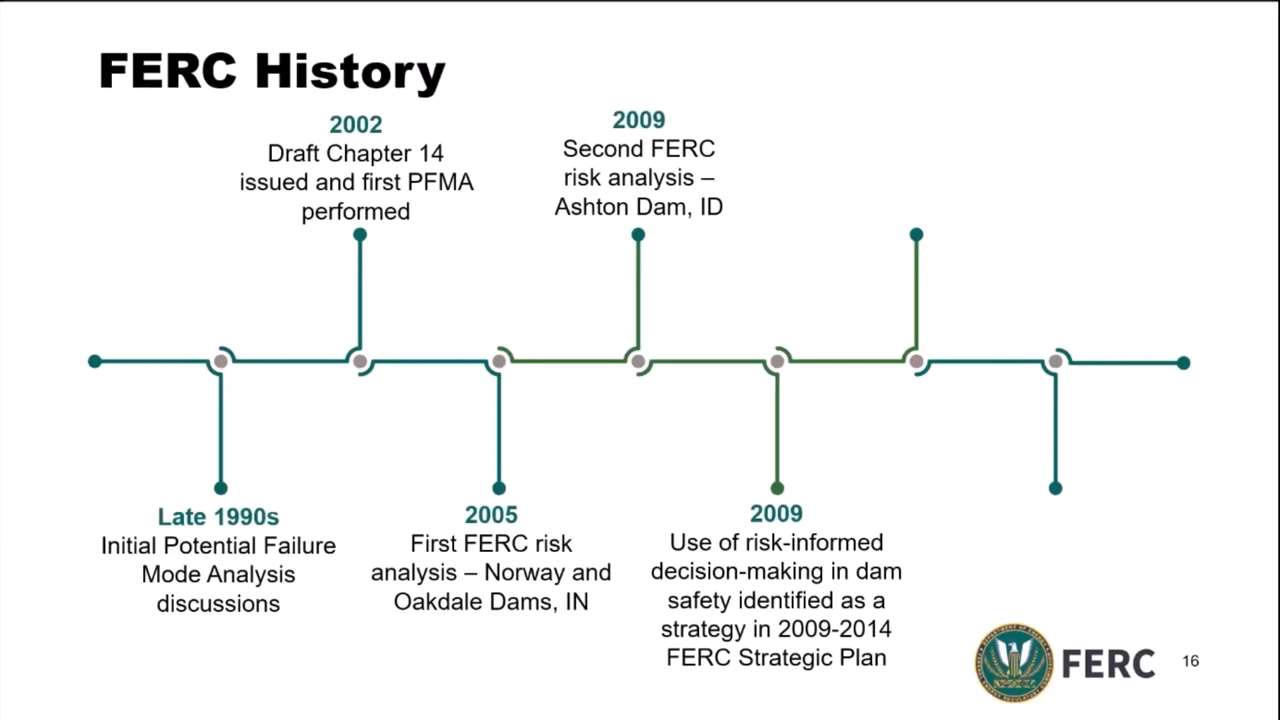 FERC History
2002
Draft Chapter 14
issued and first PFMA
performed
2009
Second FERC
risk analysis –
Ashton Dam, ID
Late 1990s
Initial Potential Failure
Mode Analysis
discussions
2005
First FERC risk
analysis – Norway and
Oakdale Dams, IN
2009
Use of risk-informed
decision-making in dam
safety identified as a
strategy in 2009-2014
FERC Strategic Plan
FERC
16